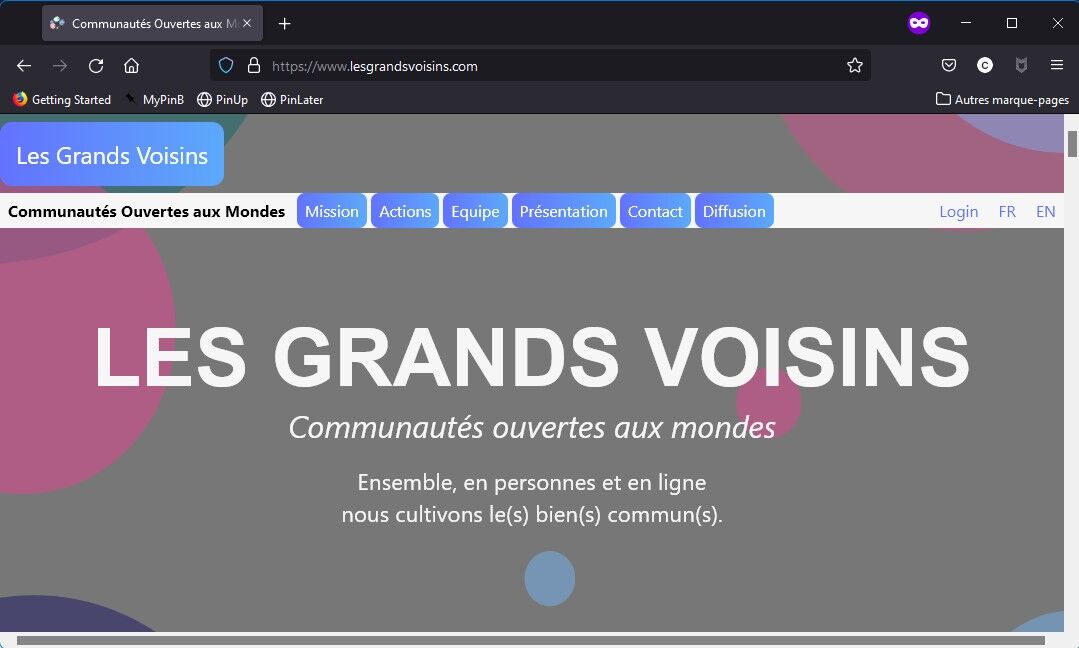 Communautés Ouvertes aux M
https://www.lesgrandsvoisins.com
C
Getting Started MyPinB PinUp PinLater Autres marque-pages
Les Grands Voisins
Communautés Ouvertes aux Mondes Mission Actions Equipe Présentation Contact Diffusion Login FR EN
LES GRANDS VOISINS
Communautés ouvertes aux mondes
Ensemble, en personnes et en ligne
nous cultivons le(s) bien(s) commun(s).